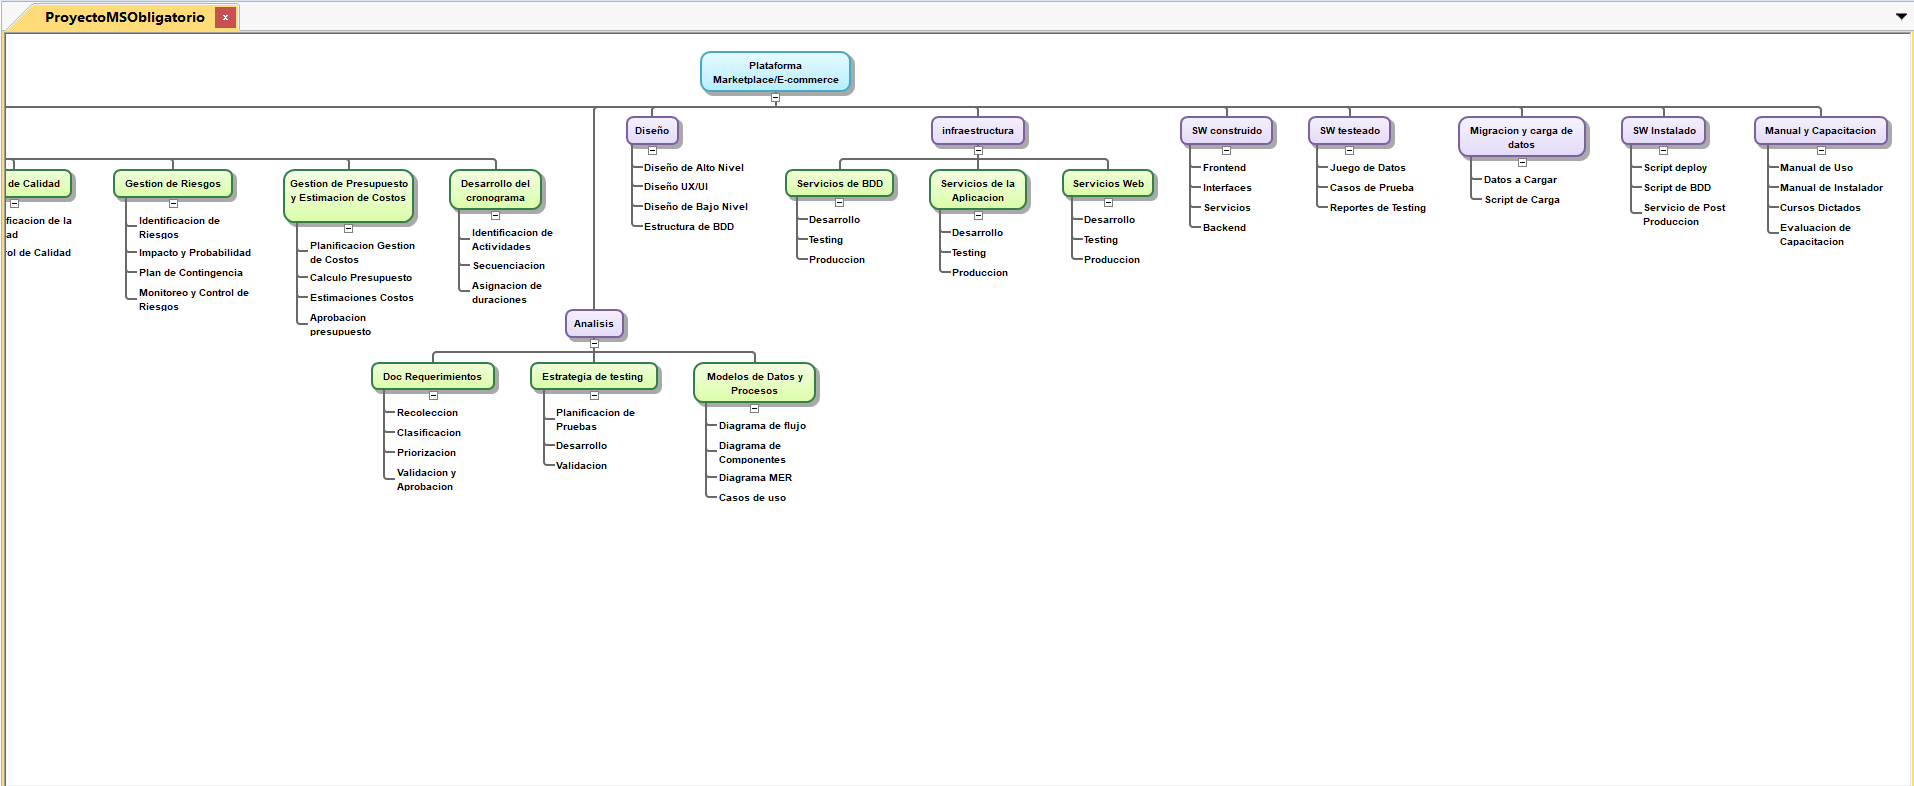 ProyectoMSObligatorio
x
Plataforma
Marketplace/E-commerce
Diseño
Diseño de Alto Nivel
Diseño UX/UI
Diseño de Bajo Nivel
Estructura de BDD
infraestructura
Servicios de BDD
Desarrollo
Testing
Produccion
Servicios de la
Aplicacion
Desarrollo
Testing
Produccion
Servicios Web
Desarrollo
Testing
Produccion
SW construido
Frontend
Interfaces
Servicios
Backend
SW testeado
Juego de Datos
Casos de Prueba
Reportes de Testing
Migracion y carga de
datos
Datos a Cargar
Script de Carga
SW Instalado
Script deploy
Script de BDD
Servicio de Post
Produccion
Manual y Capacitacion
Manual de Uso
Manual de Instalador
Cursos Dictados
Evaluacion de
Capacitacion
de Calidad
ficacion de la
ad
rol de Calidad
Gestion de Riesgos
Identificacion de
Riesgos
Impacto y Probabilidad
Plan de Contingencia
Monitoreo y Control de
Riesgos
Gestion de Presupuesto
y Estimacion de Costos
Planificacion Gestion
de Costos
Calculo Presupuesto
Estimaciones Costos
Aprobacion
presupuesto
Desarrollo del
cronograma
Identificacion de
Actividades
Secuenciacion
Asignacion de
duraciones
Analisis
Doc Requerimientos
Recoleccion
Clasificacion
Priorizacion
Validacion y
Aprobacion
Estrategia de testing
Planificacion de
Pruebas
Desarrollo
Validacion
Modelos de Datos y
Procesos
Diagrama de flujo
Diagrama de
Componentes
Diagrama MER
Casos de uso